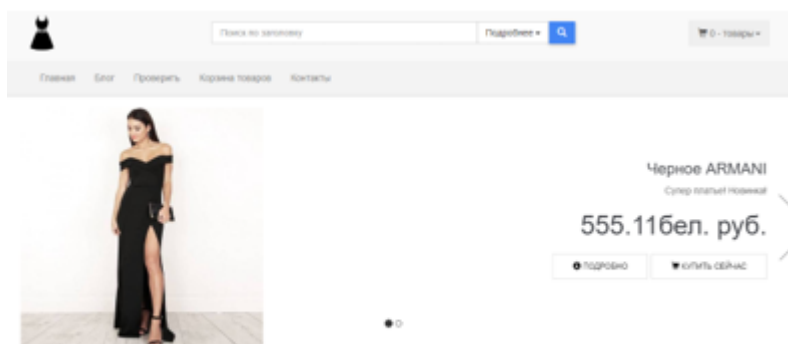 Поиск по заголовку
Подробнее
0 - товары
Главная Блог Проверить Корзина товаров Контакты
Черное ARMANI
Супер платье! Новинка!
555.11бел. руб.
ПОДРОБНО
КУПИТЬ СЕЙЧАС